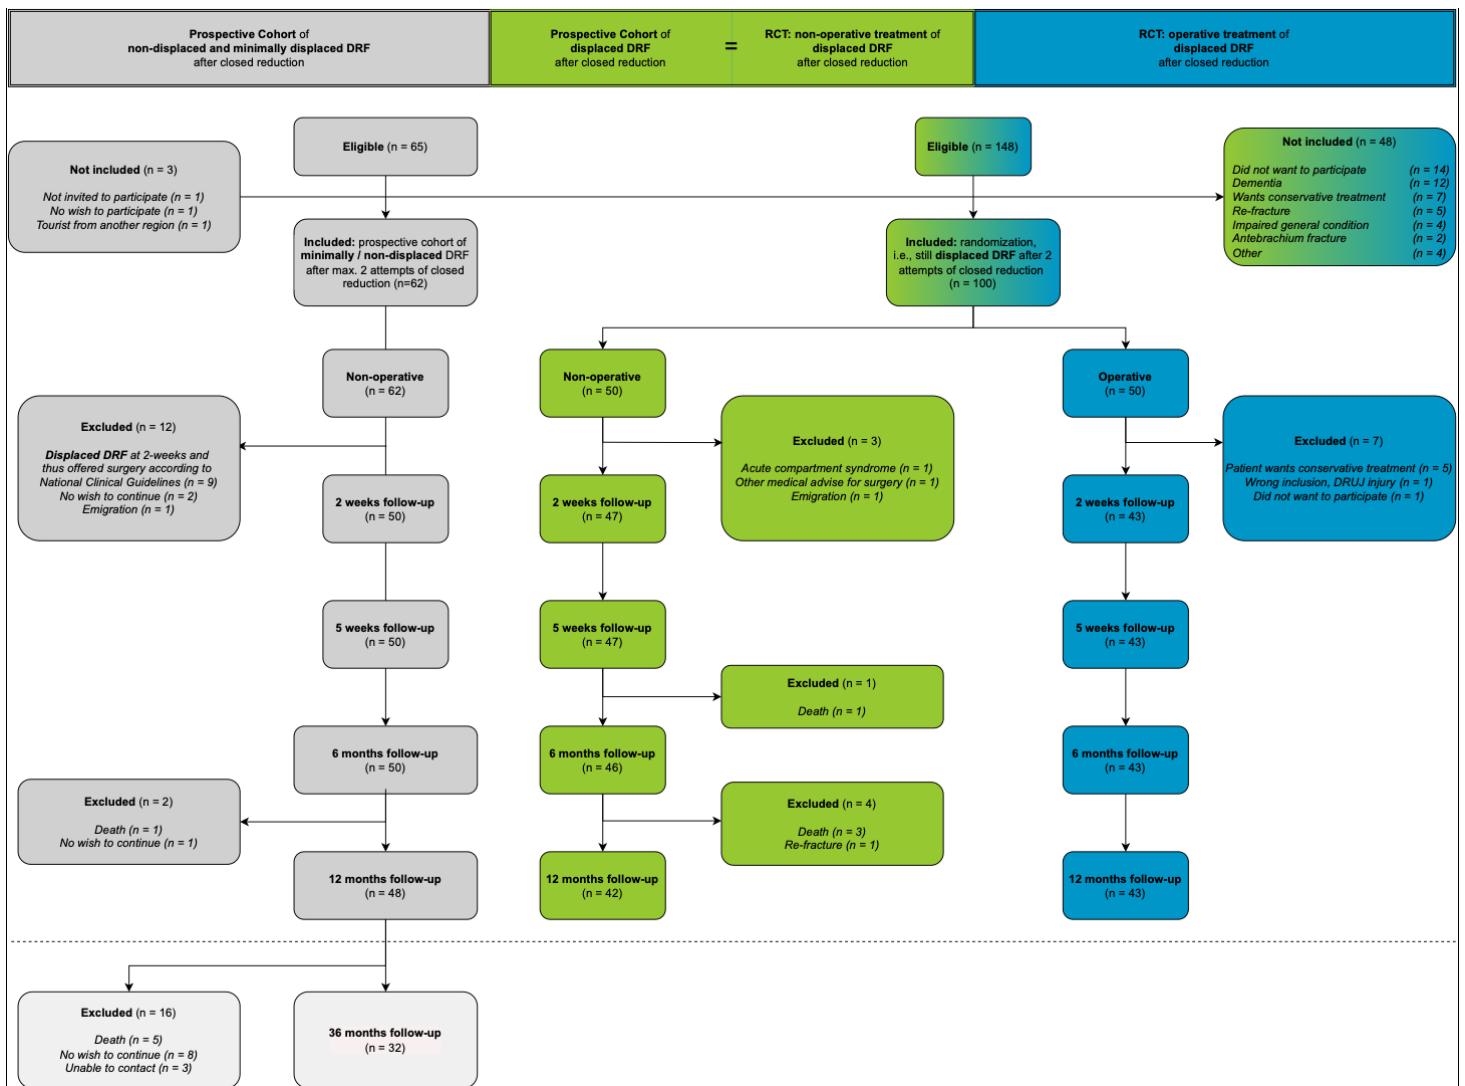 Prospective Cohort of
non-displaced and minimally displaced DRF
after closed reduction
Prospective Cohort of
displaced DRF
after closed reduction
=
RCT: non-operative treatment of
displaced DRF
after closed reduction
RCT: operative treatment of
displaced DRF
after closed reduction
Eligible (n = 65)
Not included (n = 3)
Not invited to participate (n = 1)
No wish to participate (n = 1)
Tourist from another region (n = 1)
Included: prospective cohort of
minimally / non-displaced DRF
after max. 2 attempts of closed
reduction (n=62)
Eligible (n = 148)
Not included (n = 48)
Did not want to participate (n = 14)
Dementia (n = 12)
Wants conservative treatment (n = 7)
Re-fracture (n = 5)
Impaired general condition (n = 4)
Antebrachium fracture (n = 2)
Other (n = 4)
Included: randomization,
i.e., still displaced DRF after 2
attempts of closed reduction
(n = 100)
Non-operative
(n = 62)
Non-operative
(n = 50)
Operative
(n = 50)
Excluded (n = 12)
Displaced DRF at 2-weeks and
thus offered surgery according to
National Clinical Guidelines (n = 9)
No wish to continue (n = 2)
Emigration (n = 1)
Excluded (n = 3)
Acute compartment syndrome (n = 1)
Other medical advise for surgery (n = 1)
Emigration (n = 1)
Excluded (n = 7)
Patient wants conservative treatment (n = 5)
Wrong inclusion, DRUJ injury (n = 1)
Did not want to participate (n = 1)
2 weeks follow-up
(n = 50)
2 weeks follow-up
(n = 47)
2 weeks follow-up
(n = 43)
5 weeks follow-up
(n = 50)
5 weeks follow-up
(n = 47)
5 weeks follow-up
(n = 43)
Excluded (n = 1)
Death (n = 1)
6 months follow-up
(n = 50)
6 months follow-up
(n = 46)
6 months follow-up
(n = 43)
Excluded (n = 2)
Death (n = 1)
No wish to continue (n = 1)
Excluded (n = 4)
Death (n = 3)
Re-fracture (n = 1)
12 months follow-up
(n = 48)
12 months follow-up
(n = 42)
12 months follow-up
(n = 43)
Excluded (n = 16)
Death (n = 5)
No wish to continue (n = 8)
Unable to contact (n = 3)
36 months follow-up
(n = 32)